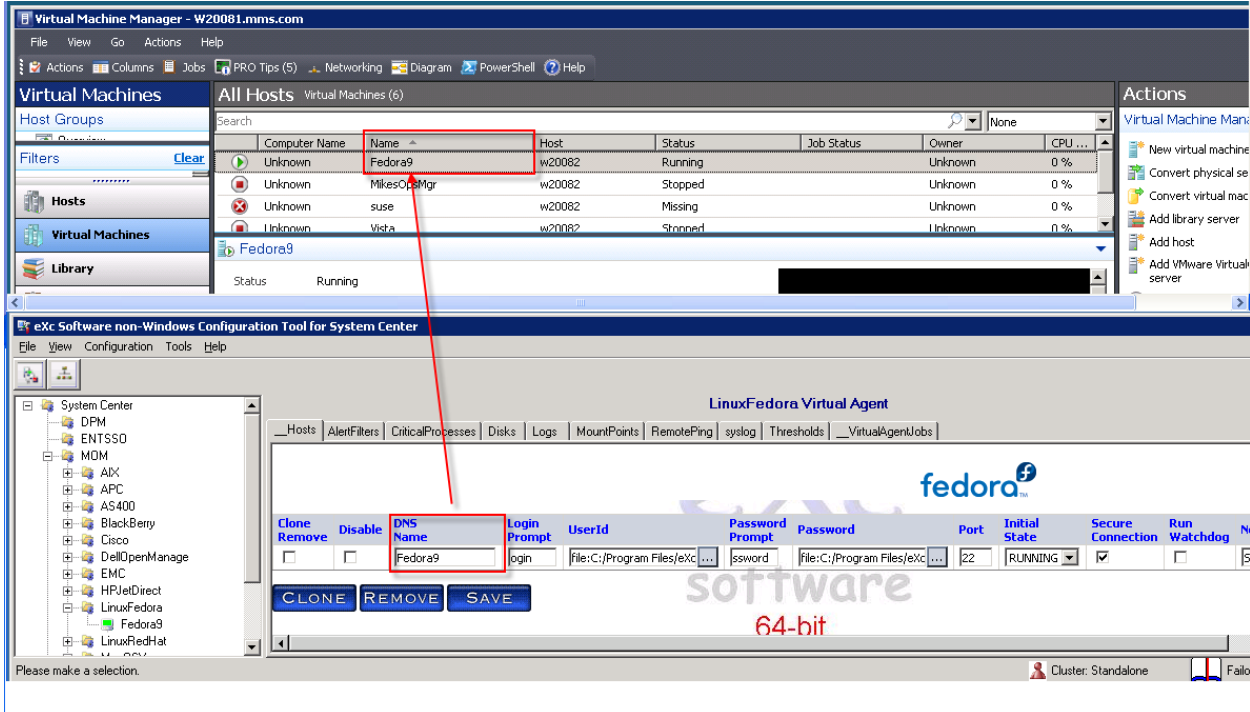 Virtual Machine Manager - W20081.mms.com
File View Go Actions Help
Actions Columns Jobs PRO Tips (5) Networking Diagram PowerShell Help
Virtual Machines
Host Groups
Overview
Filters Clear
Hosts
Virtual Machines
Library
All Hosts Virtual Machines (6)
Search None
Computer Name Name Host Status Job Status Owner CPU ...
Unknown Fedora9 w20082 Running Unknown 0 %
Unknown MikesOpsMgr w20082 Stopped Unknown 0 %
Unknown suse w20082 Missing Unknown 0 %
Unknown Vista w20082 Stopped Unknown 0 %
Fedora9
Status Running
Actions
Virtual Machine Mana
New virtual machine
Convert physical se
Convert virtual mac
Add library server
Add host
Add VMware Virtual
server
eXc Software non-Windows Configuration Tool for System Center
File View Configuration Tools Help
System Center
DPM
ENTSSO
MOM
AIX
APC
AS400
BlackBerry
Cisco
DellOpenManage
EMC
HPJetDirect
LinuxFedora
Fedora9
LinuxRedHat
LinuxFedora Virtual Agent
__Hosts AlertFilters CriticalProcesses Disks Logs MountPoints RemotePing syslog Thresholds __VirtualAgentJobs
fedora
Clone Remove Disable DNS Name Login Prompt UserId Password Prompt Password Port Initial State Secure Connection Run Watchdog
Fedora9 ogin file:C:/Program Files/eXc ... ssword file:C:/Program Files/eXc ... 22 RUNNING
CLONE REMOVE SAVE
software
64-bit
Please make a selection. Cluster: Standalone Failo